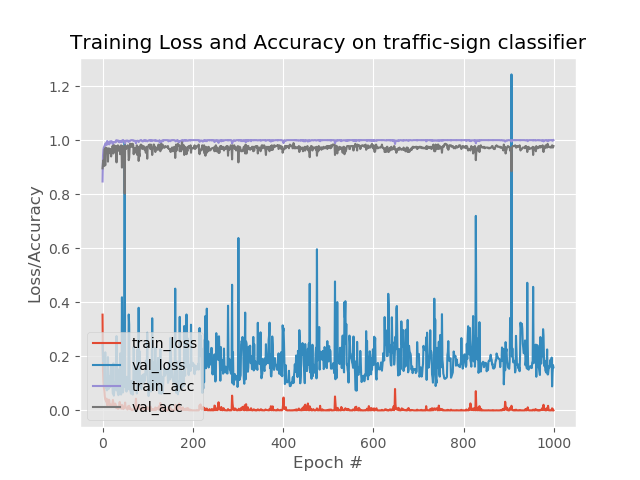 Training Loss and Accuracy on traffic-sign classifier
1.2
1.0
0.8
0.6
0.4
0.2
0.0
Loss/Accuracy
train_loss
val_loss
train_acc
val_acc
0 200 400 600 800 1000
Epoch #